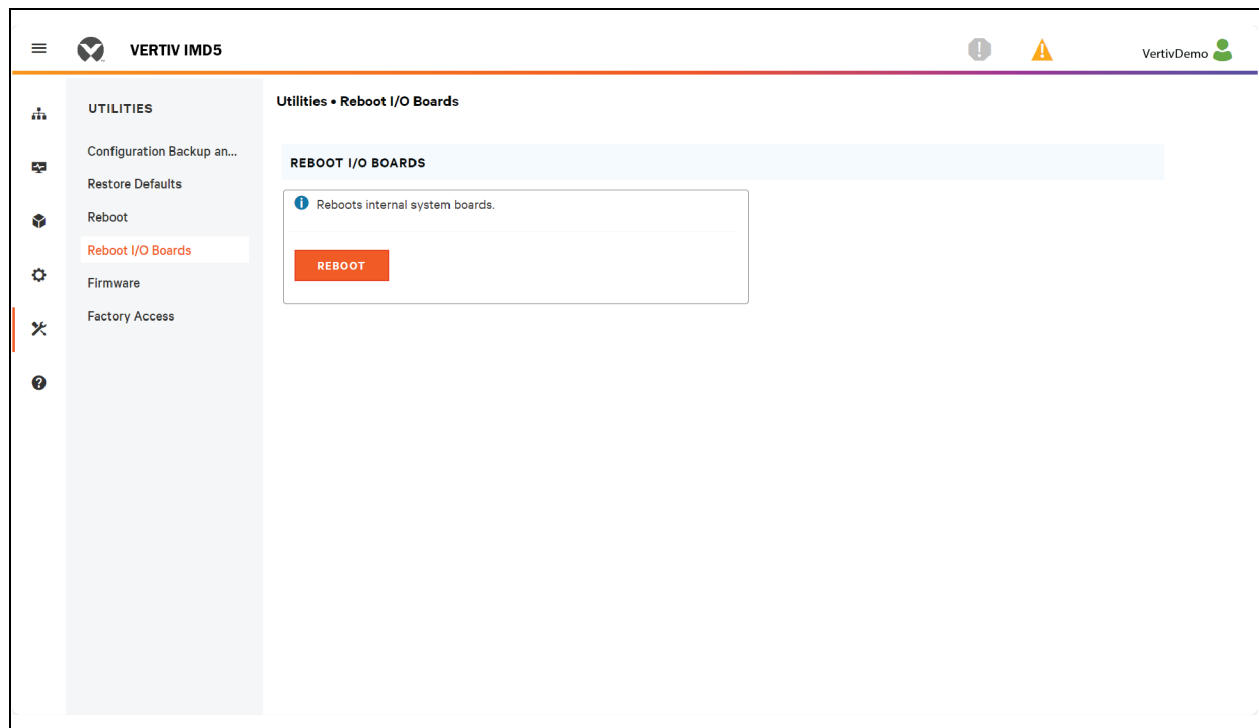 VERTIV IMD5
VertivDemo
UTILITIES
Configuration Backup an...
Restore Defaults
Reboot
Reboot I/O Boards
Firmware
Factory Access
Utilities • Reboot I/O Boards
REBOOT I/O BOARDS
Reboots internal system boards.
REBOOT